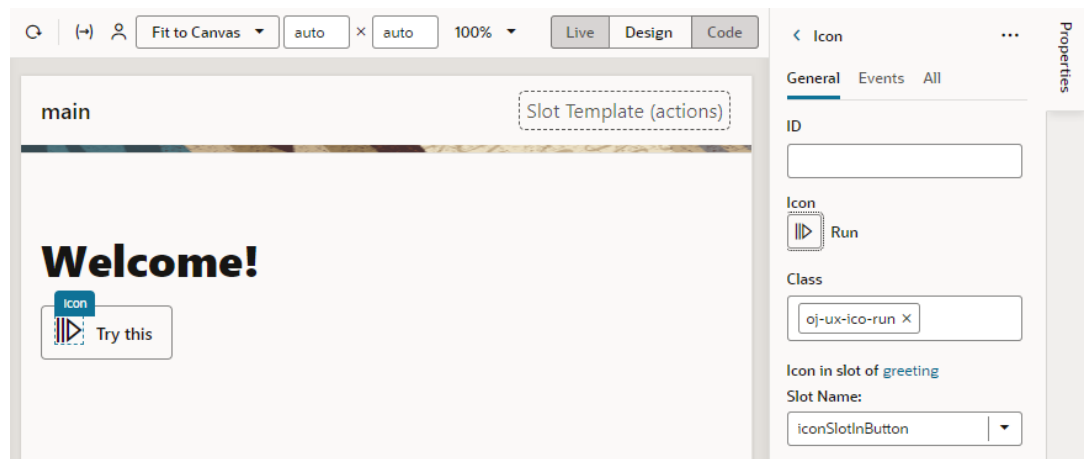 Fit to Canvas auto × auto 100% Live Design Code
main
Slot Template (actions)
Welcome!
Icon
Try this
Icon
General Events All
ID
Icon
Run
Class
oj-ux-ico-run ×
Icon in slot of greeting
Slot Name:
iconSlotInButton
Properties